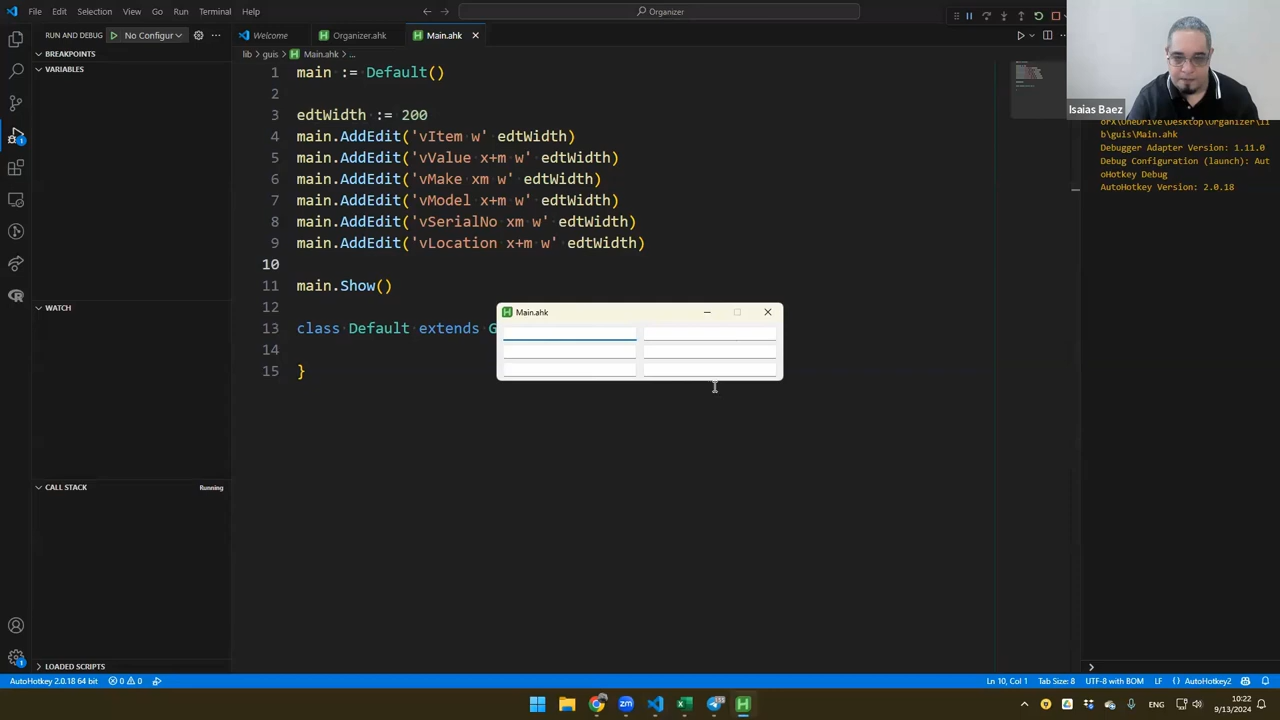 File Edit Selection View Go Run Terminal Help
Organizer
RUN AND DEBUG No Configur
Welcome
Organizer.ahk
Main.ahk
BREAKPOINTS
lib > guis > Main.ahk > ...
VARIABLES
1 main := Default()
2
3 edtWidth := 200
4 main.AddEdit('vItem w' edtWidth)
5 main.AddEdit('vValue x+m w' edtWidth)
6 main.AddEdit('vMake xm w' edtWidth)
7 main.AddEdit('vModel x+m w' edtWidth)
8 main.AddEdit('vSerialNo xm w' edtWidth)
9 main.AddEdit('vLocation x+m w' edtWidth)
10
11 main.Show()
12
13 class Default extends G
14
15 }
Main.ahk
WATCH
CALL STACK
Running
LOADED SCRIPTS
Isaias Baez
orX\OneDrive\Desktop\Organizer\li
b\guis\Main.ahk
Debugger Adapter Version: 1.11.0
Debug Configuration (launch): Aut
oHotkey Debug
AutoHotkey Version: 2.0.18
AutoHotkey 2.0.18 64 bit
0 0
Ln 10, Col 1 Tab Size: 8 UTF-8 with BOM LF {} AutoHotkey2
ENG
10:22
9/13/2024